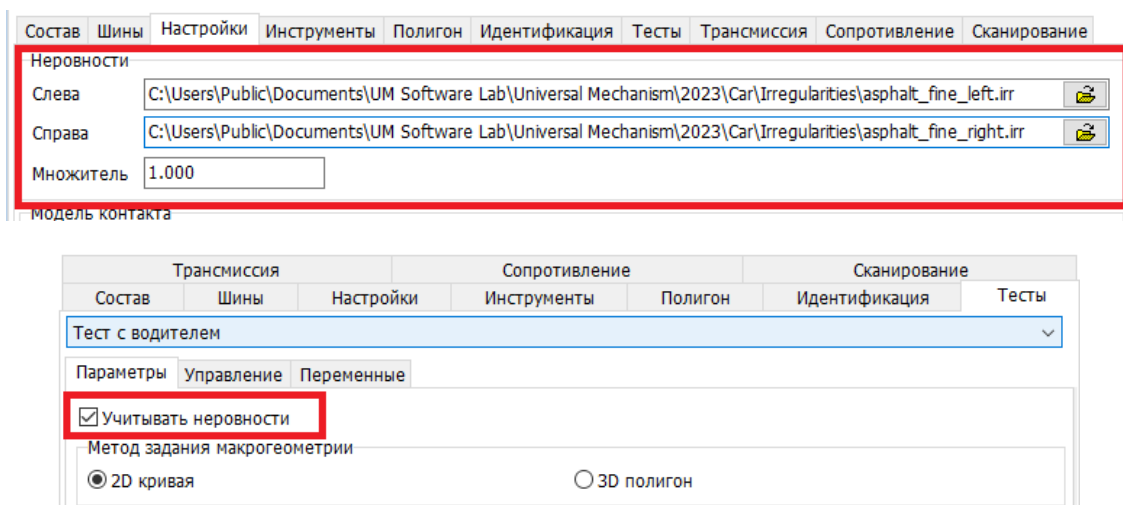 Состав Шины Настройки Инструменты Полигон Идентификация Тесты Трансмиссия Сопротивление Сканирование
Неровности
Слева C:\Users\Public\Documents\UM Software Lab\Universal Mechanism\2023\Car\Irregularities\asphalt_fine_left.irr
Справа C:\Users\Public\Documents\UM Software Lab\Universal Mechanism\2023\Car\Irregularities\asphalt_fine_right.irr
Множитель 1.000
Модель контакта
Трансмиссия Сопротивление Сканирование
Состав Шины Настройки Инструменты Полигон Идентификация Тесты
Тест с водителем
Параметры Управление Переменные
Учитывать неровности
Метод задания макрогеометрии
2D кривая 3D полигон